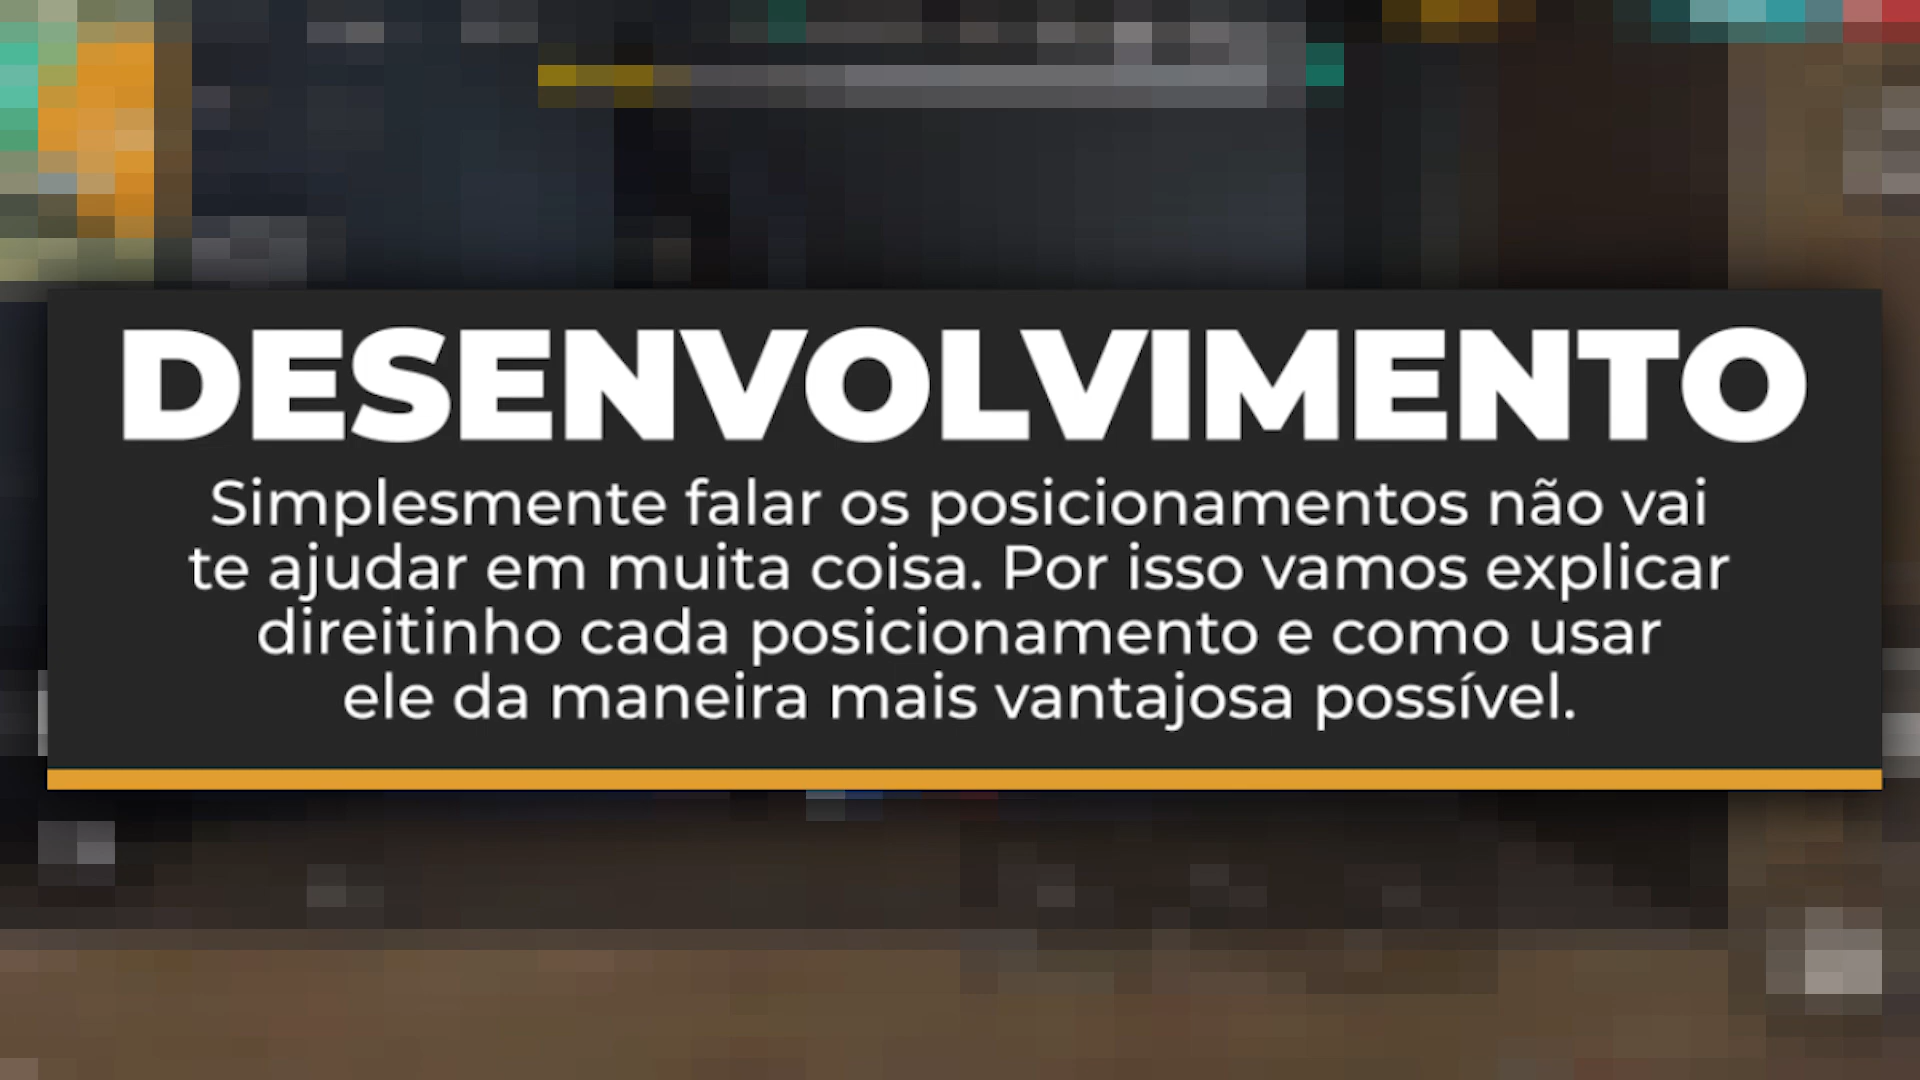 DESENVOLVIMENTO
Simplesmente falar os posicionamentos não vai
te ajudar em muita coisa. Por isso vamos explicar
direitinho cada posicionamento e como usar
ele da maneira mais vantajosa possível.